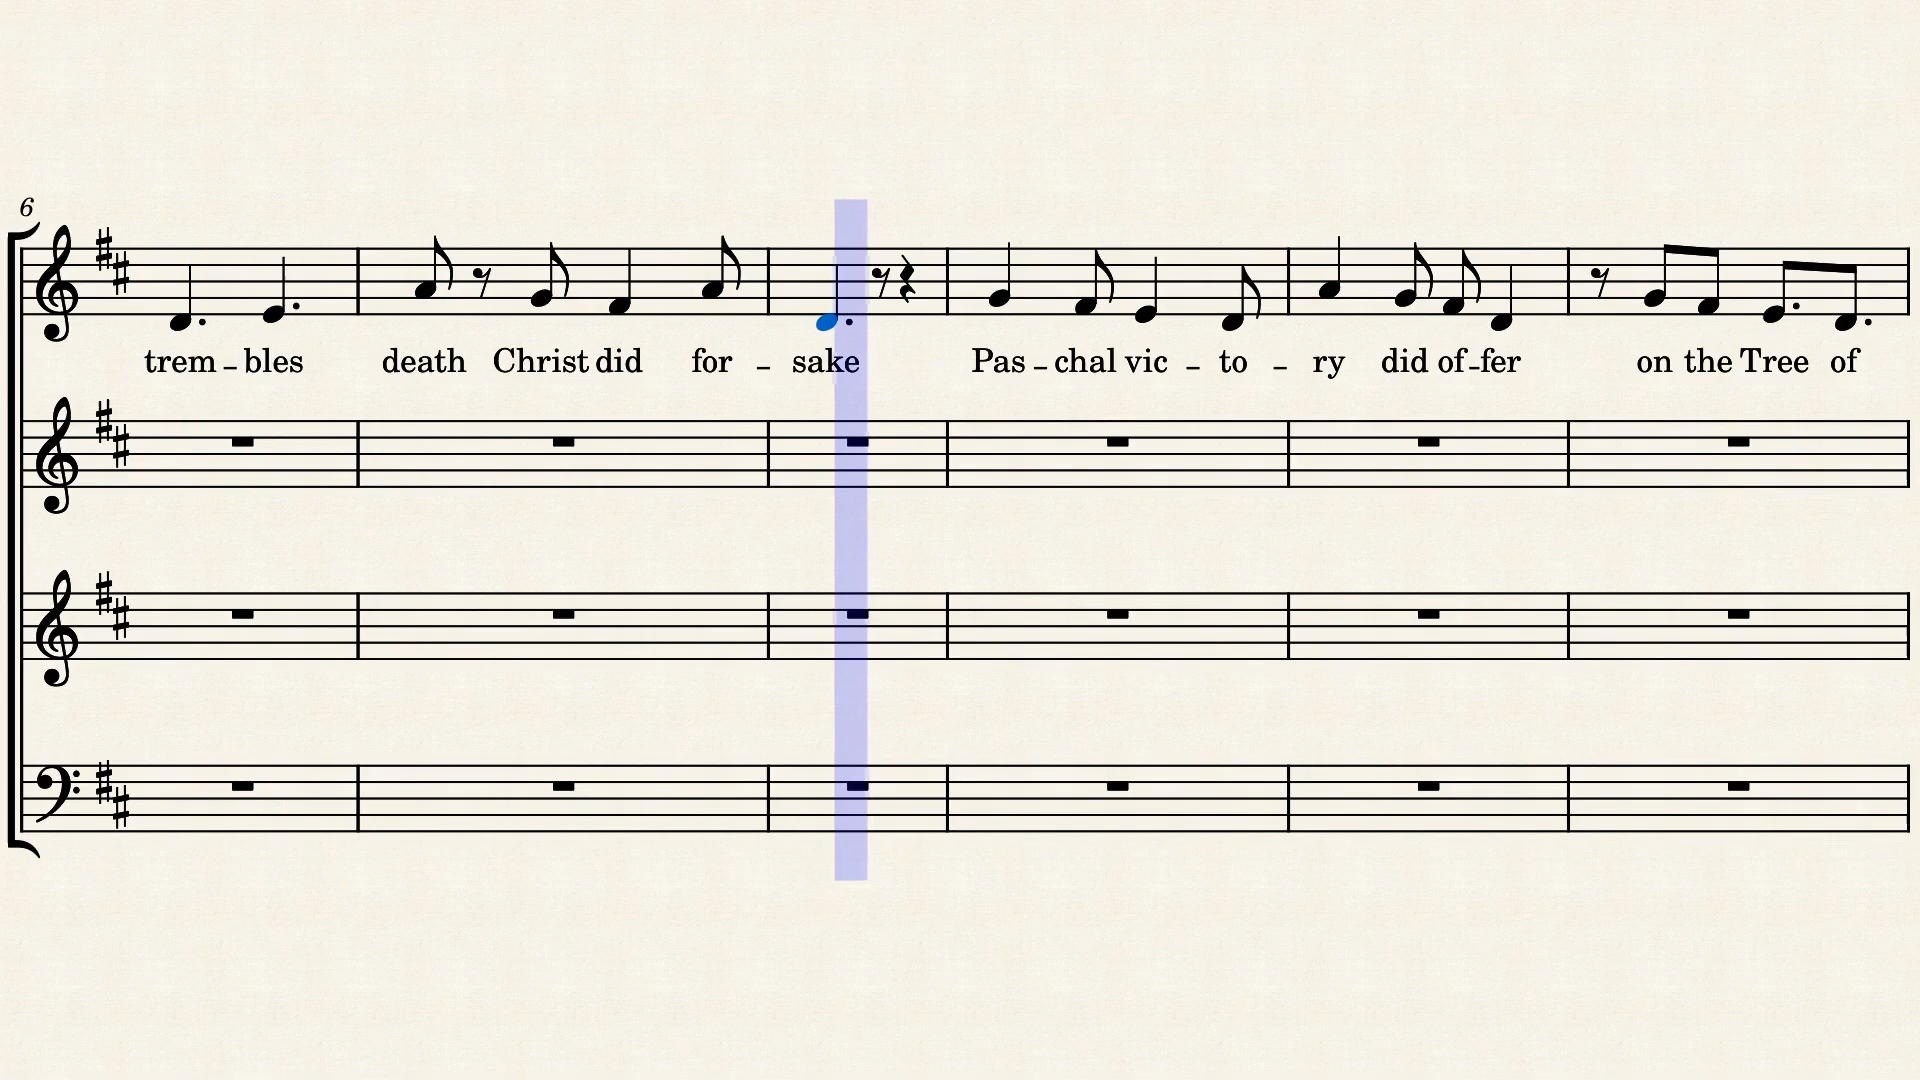 6
trem – bles death Christ did for – sake Pas – chal vic – to – ry did of – fer on the Tree of